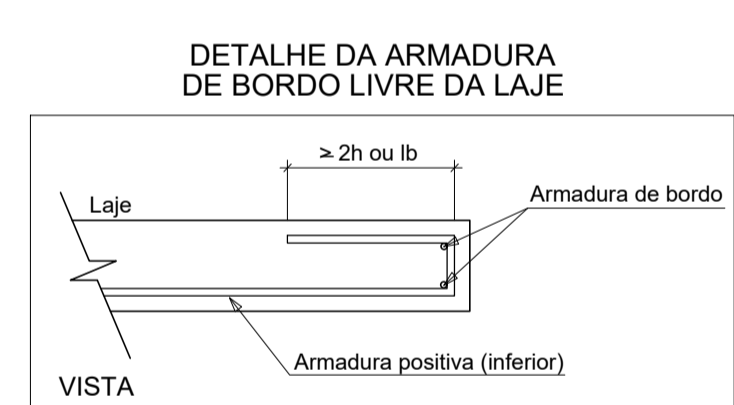 DETALHE DA ARMADURA
DE BORDO LIVRE DA LAJE
≥ 2h ou lb
Laje
Armadura de bordo
Armadura positiva (inferior)
VISTA